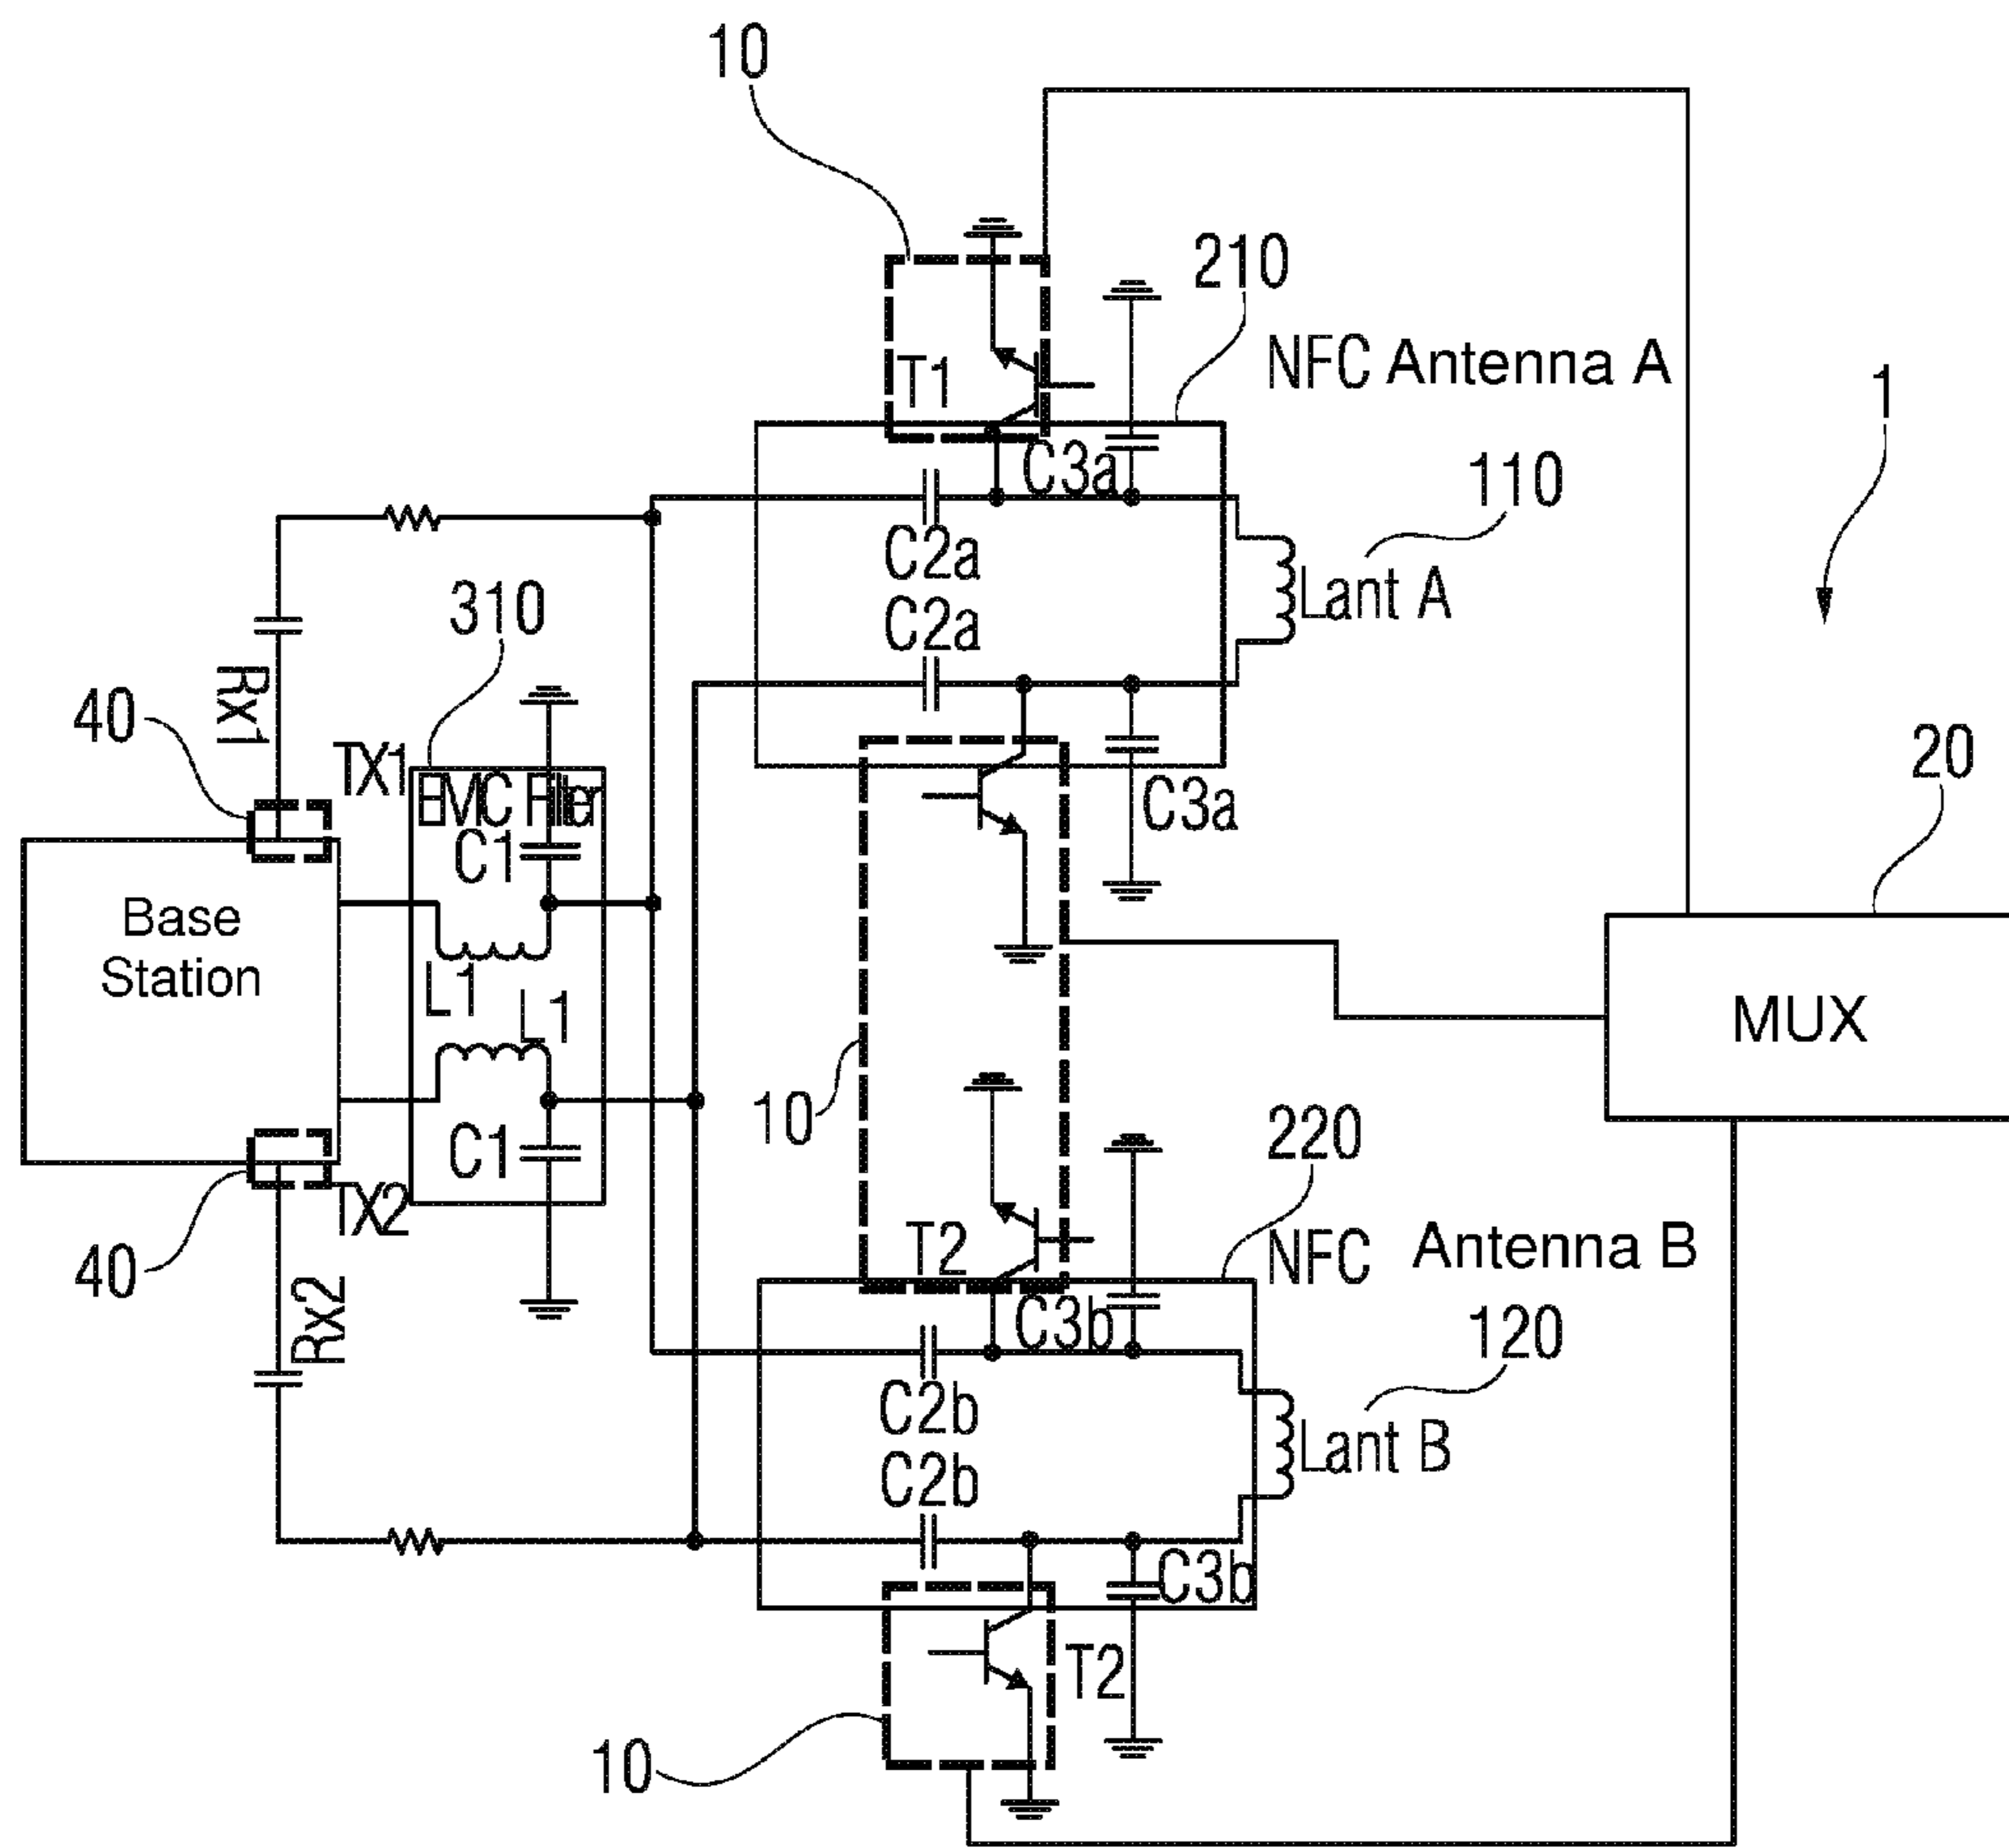 10
210
NFC Antenna A
1
T1
C3a
110
C2a
Lant A
C2a
310
Rx1
40
TX1
EMC Filter
C1
C3a
20
Base
Station
L1
L1
MUX
10
C1
220
40
TX2
T2
NFC Antenna B
Rx2
C3b
120
C2b
Lant B
C2b
C3b
T2
10